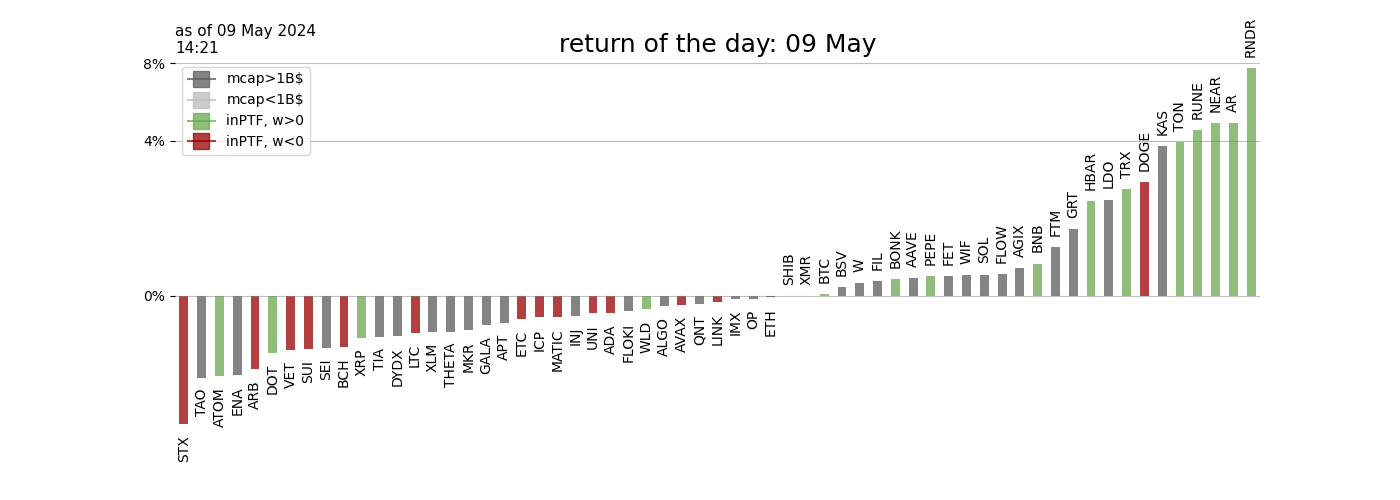 as of 09 May 2024
14:21
return of the day: 09 May
8%
4%
0%
mcap>1B$
mcap<1B$
inPTF, w>0
inPTF, w<0
STX
TAO
ATOM
ENA
ARB
DOT
VET
SUI
SEI
BCH
XRP
TIA
DYDX
LTC
XLM
THETA
MKR
GALA
APT
ETC
ICP
MATIC
INJ
UNI
ADA
FLOKI
WLD
ALGO
AVAX
QNT
LINK
IMX
OP
ETH
SHIB
XMR
BTC
BSV
W
FIL
BONK
AAVE
PEPE
FET
WIF
SOL
FLOW
AGIX
BNB
FTM
GRT
HBAR
LDO
TRX
DOGE
KAS
TON
RUNE
NEAR
AR
RNDR